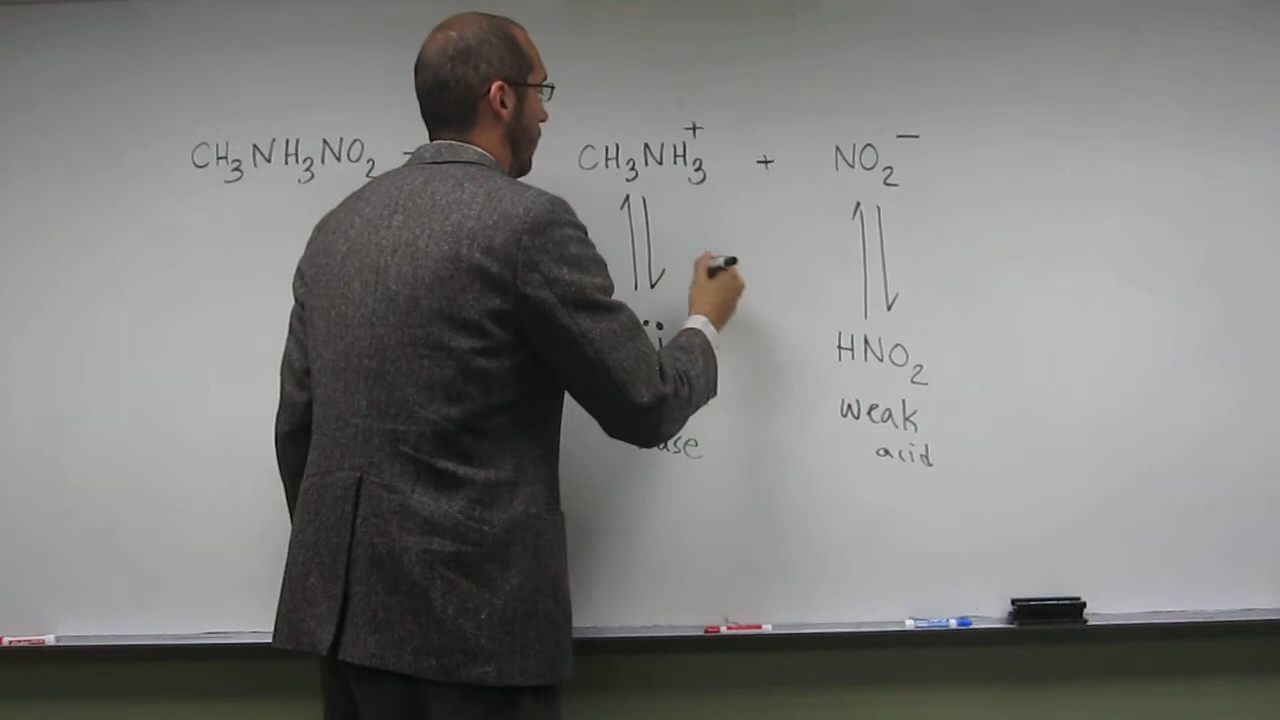 CH₃NH₃NO₂ CH₃NH₃⁺ + NO₂⁻
HNO₂
weak
acid